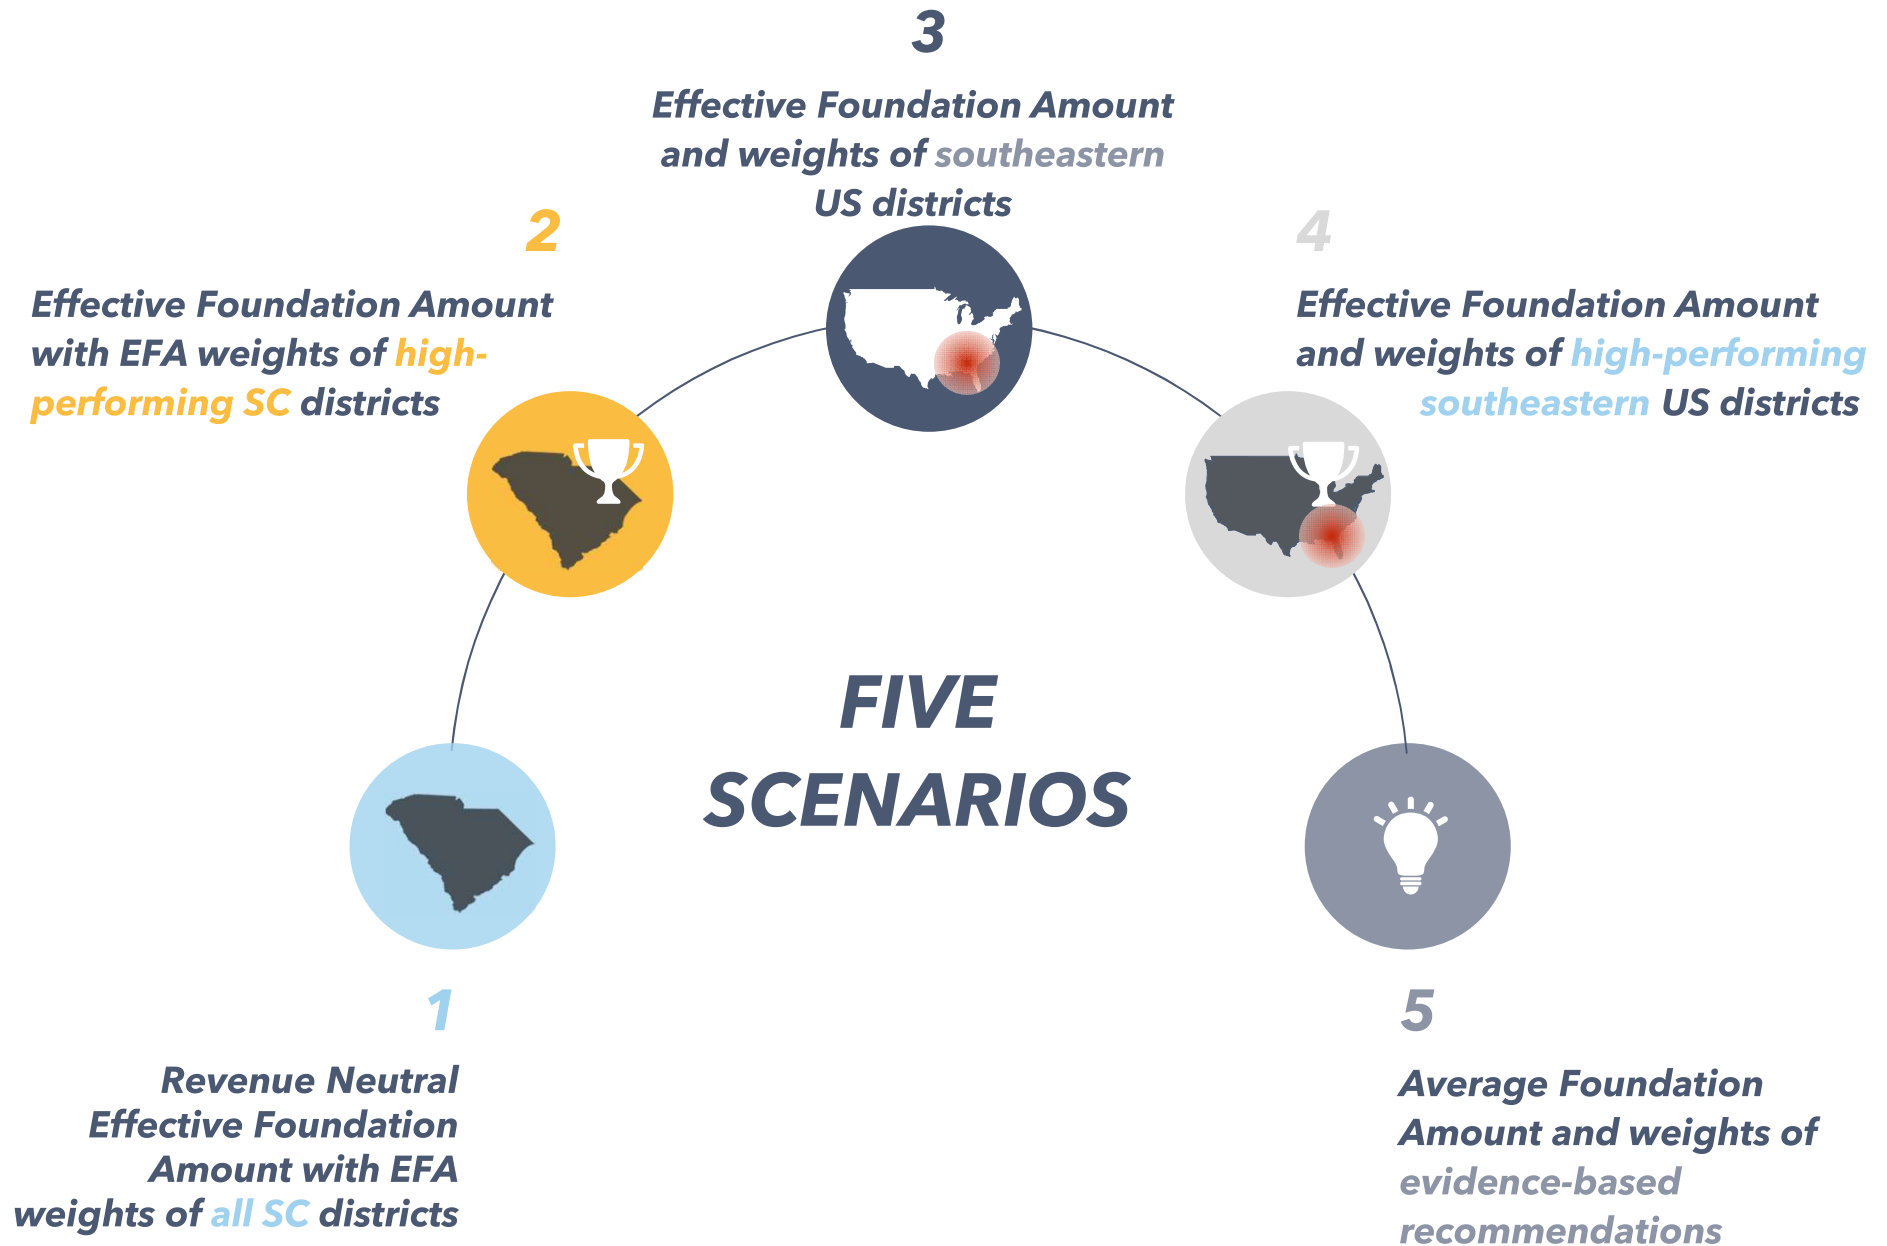 3
Effective Foundation Amount
and weights of southeastern
US districts
2
Effective Foundation Amount
with EFA weights of high-
performing SC districts
4
Effective Foundation Amount
and weights of high-performing
southeastern US districts
FIVE
SCENARIOS
1
Revenue Neutral
Effective Foundation
Amount with EFA
weights of all SC districts
5
Average Foundation
Amount and weights of
evidence-based
recommendations